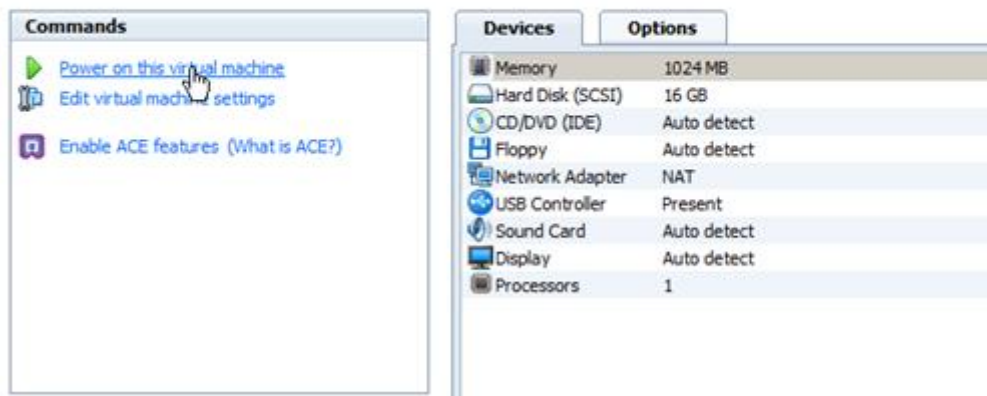 Commands
Power on this virtual machine
Edit virtual machine settings
Enable ACE features (What is ACE?)
Devices Options
Memory 1024 MB
Hard Disk (SCSI) 16 GB
CD/DVD (IDE) Auto detect
Floppy Auto detect
Network Adapter NAT
USB Controller Present
Sound Card Auto detect
Display Auto detect
Processors 1